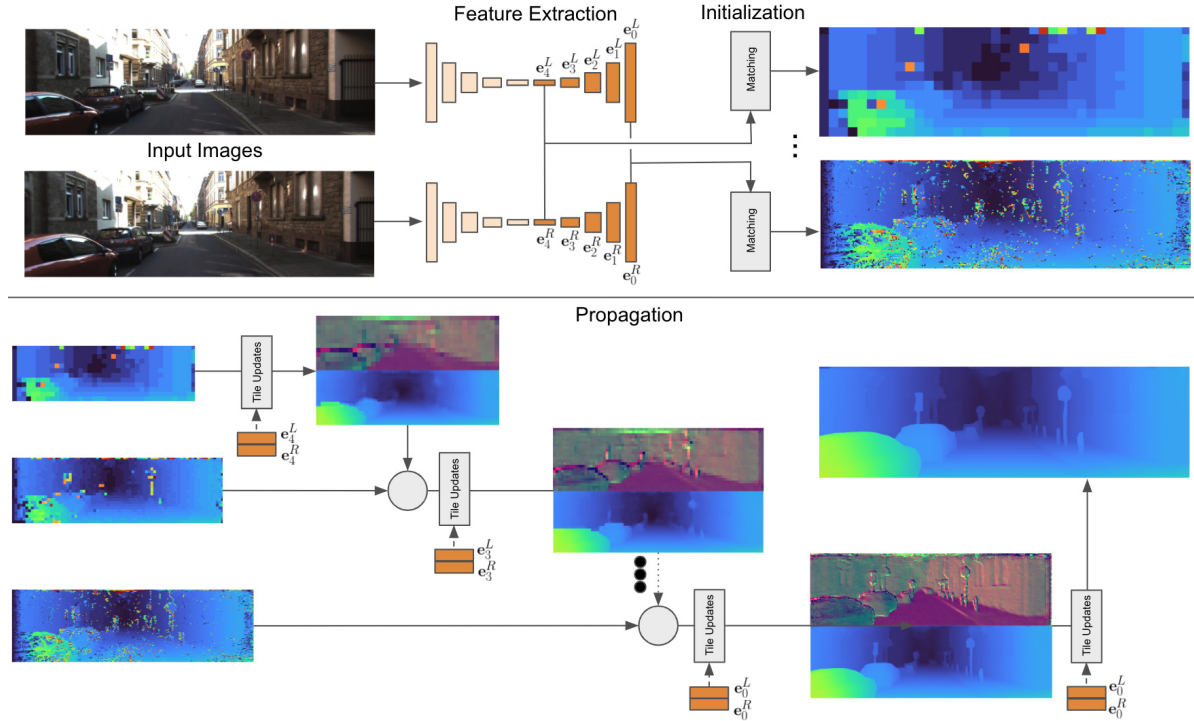 Feature Extraction
Initialization
Input Images
e_4^L
e_3^L
e_2^L
e_1^L
e_0^L
e_4^R
e_3^R
e_2^R
e_1^R
e_0^R
Matching
Matching
Propagation
Tile Updates
e_4^L
e_4^R
Tile Updates
e_3^L
e_3^R
Tile Updates
e_0^L
e_0^R
Tile Updates
e_0^L
e_0^R